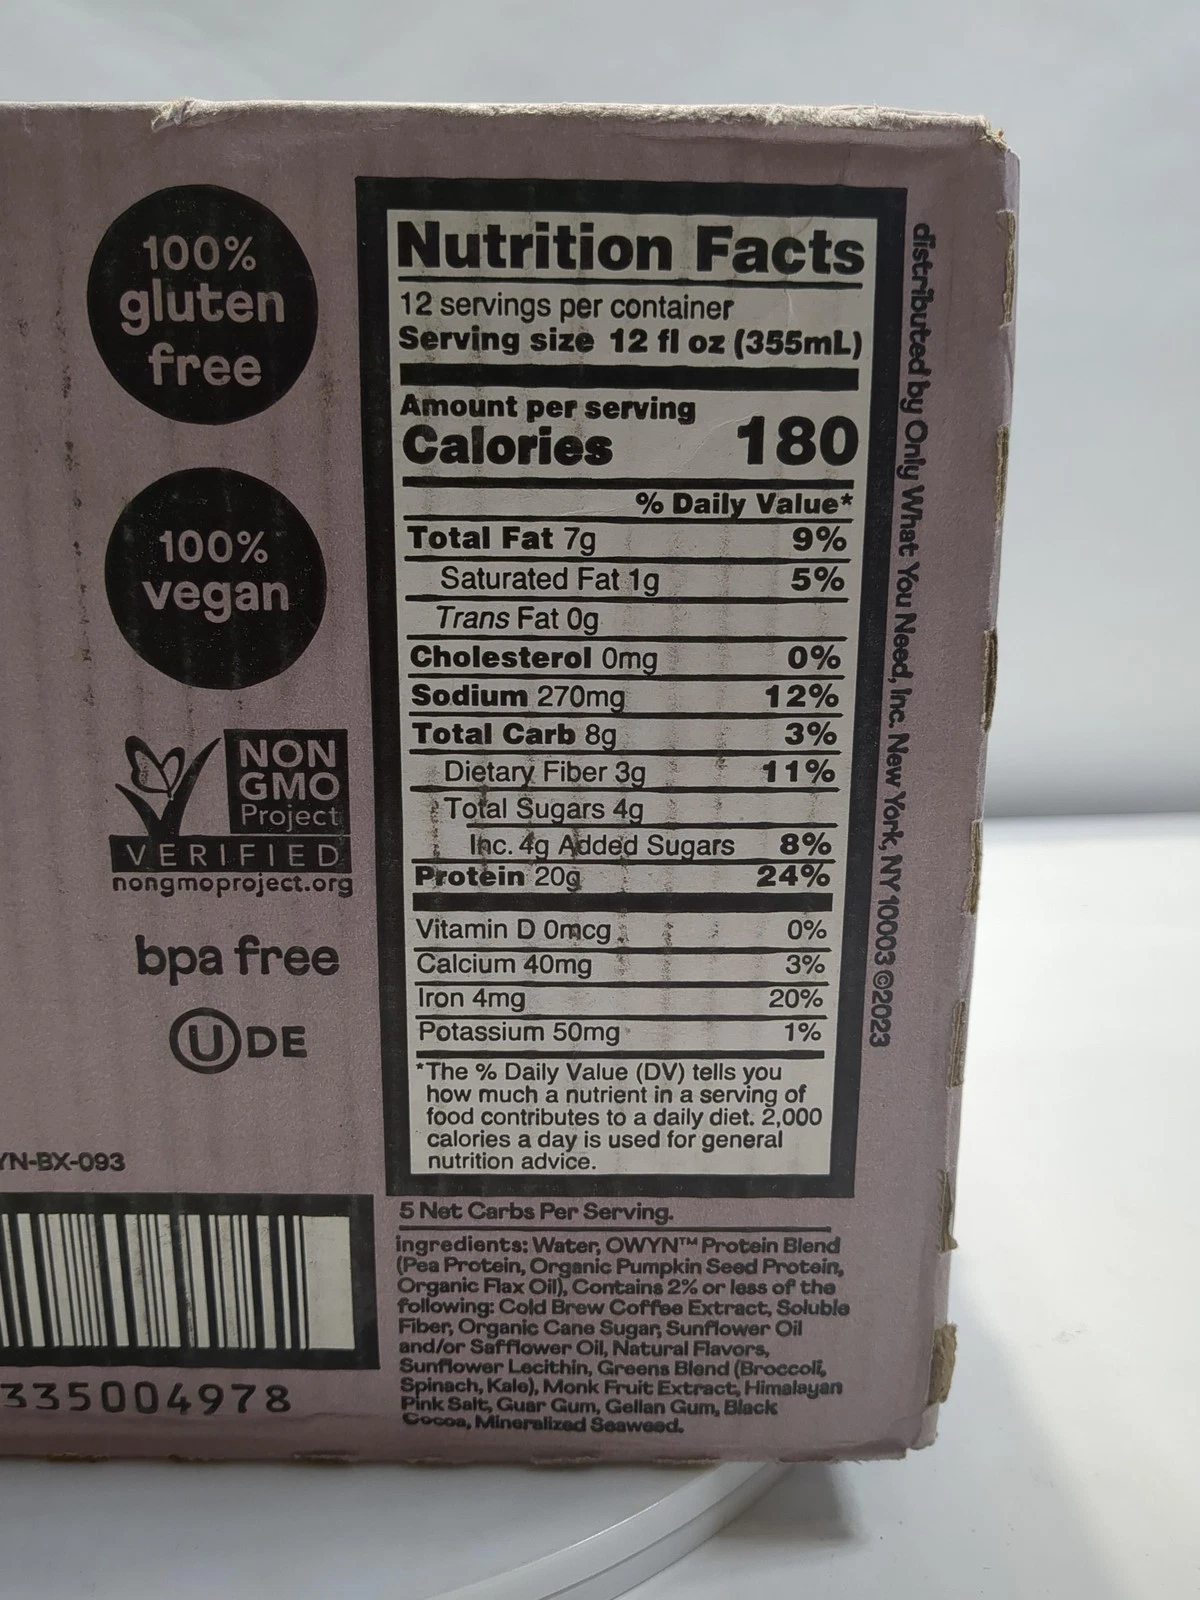 100%
gluten
free
100%
vegan
NON
GMO
Project
VERIFIED
nongmoproject.org
bpa free
U DE
YN-BX-093
335004978
Nutrition Facts
12 servings per container
Serving size 12 fl oz (355mL)
Amount per serving
Calories 180
% Daily Value*
Total Fat 7g 9%
Saturated Fat 1g 5%
Trans Fat 0g
Cholesterol 0mg 0%
Sodium 270mg 12%
Total Carb 8g 3%
Dietary Fiber 3g 11%
Total Sugars 4g
Inc. 4g Added Sugars 8%
Protein 20g 24%
Vitamin D 0mcg 0%
Calcium 40mg 3%
Iron 4mg 20%
Potassium 50mg 1%
*The % Daily Value (DV) tells you
how much a nutrient in a serving of
food contributes to a daily diet. 2,000
calories a day is used for general
nutrition advice.
5 Net Carbs Per Serving.
ingredients: Water, OWYN™ Protein Blend
(Pea Protein, Organic Pumpkin Seed Protein,
Organic Flax Oil), Contains 2% or less of the
following: Cold Brew Coffee Extract, Soluble
Fiber, Organic Cane Sugar, Sunflower Oil
and/or Safflower Oil, Natural Flavors,
Sunflower Lecithin, Greens Blend (Broccoli,
Spinach, Kale), Monk Fruit Extract, Himalayan
Pink Salt, Guar Gum, Gellan Gum, Black
Cocoa, Mineralized Seaweed.
distributed by Only What You Need, Inc. New York, NY 10003 ©2023